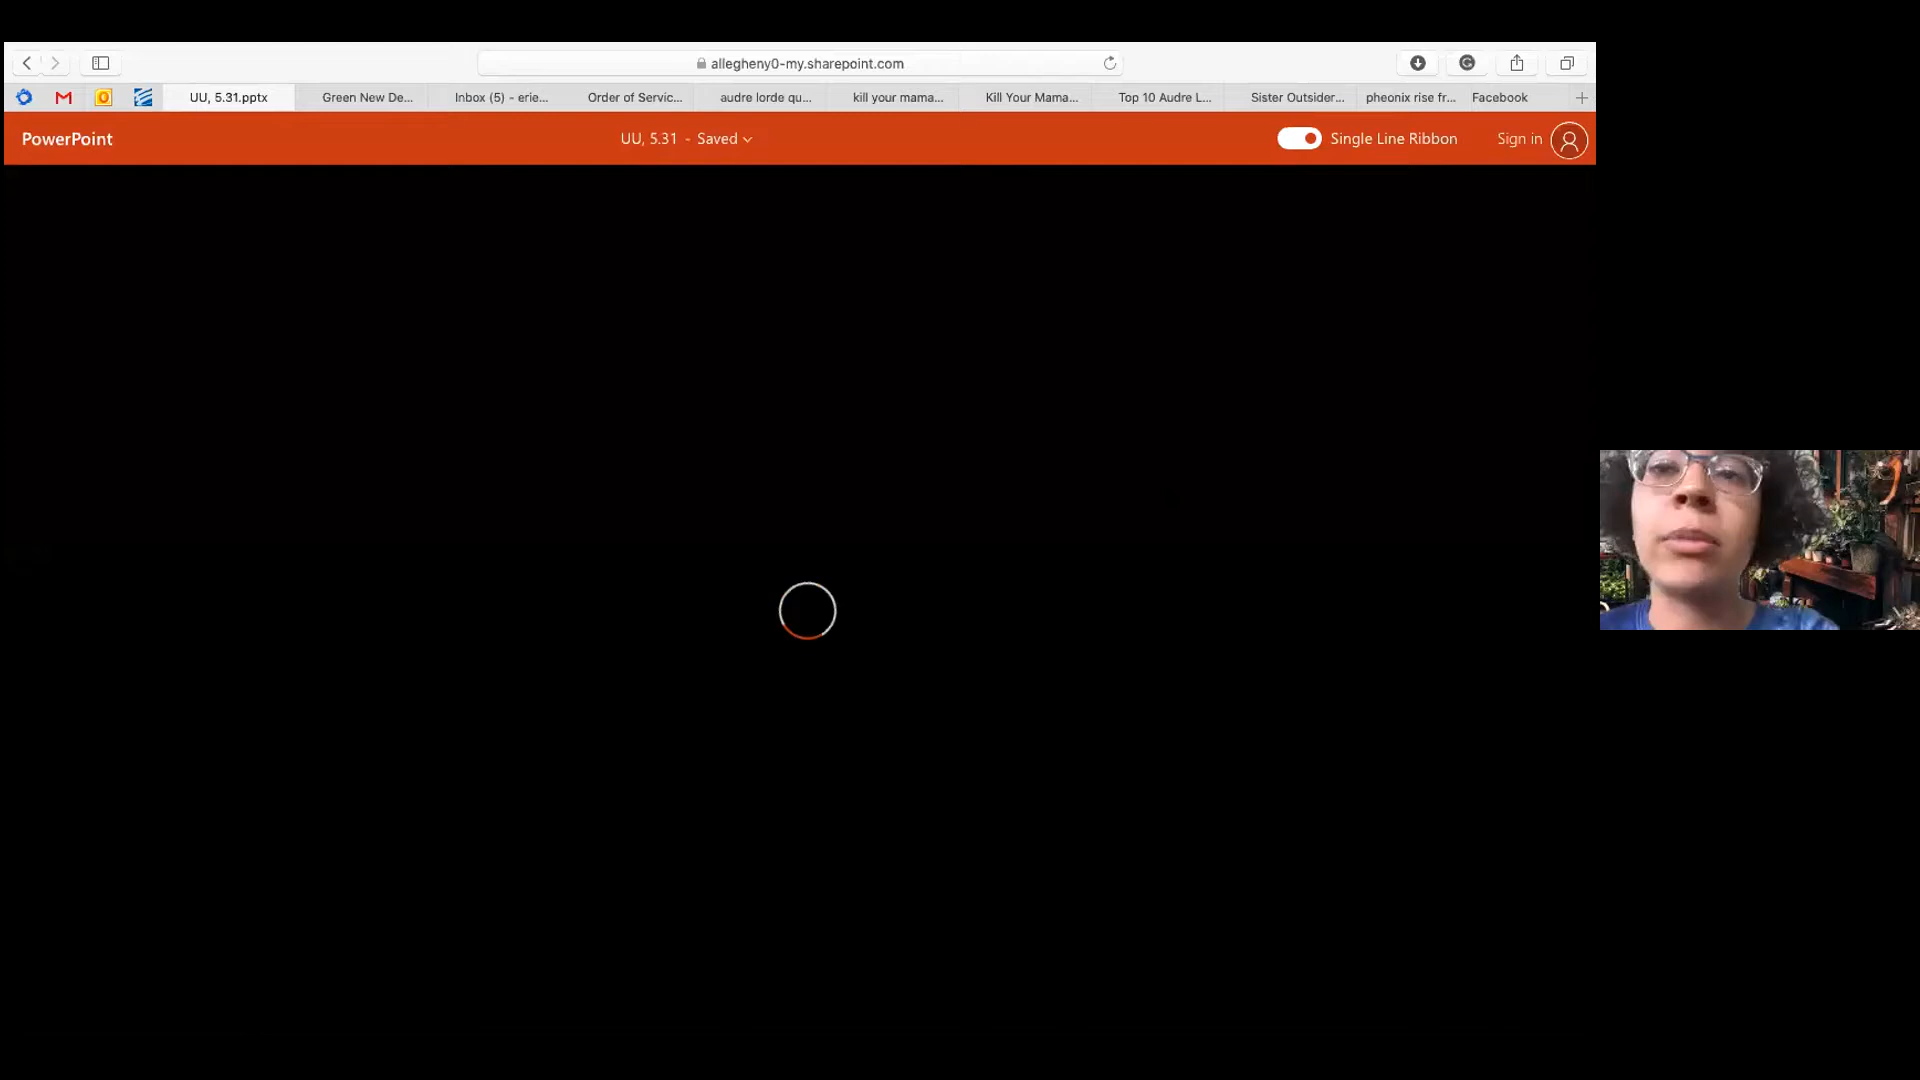 allegheny0-my.sharepoint.com
UU, 5.31.pptx
Green New De...
Inbox (5) - erie...
Order of Servic...
audre lorde qu...
kill your mama...
Kill Your Mama...
Top 10 Audre L...
Sister Outsider...
pheonix rise fr...
Facebook
PowerPoint
UU, 5.31 - Saved
Single Line Ribbon
Sign in